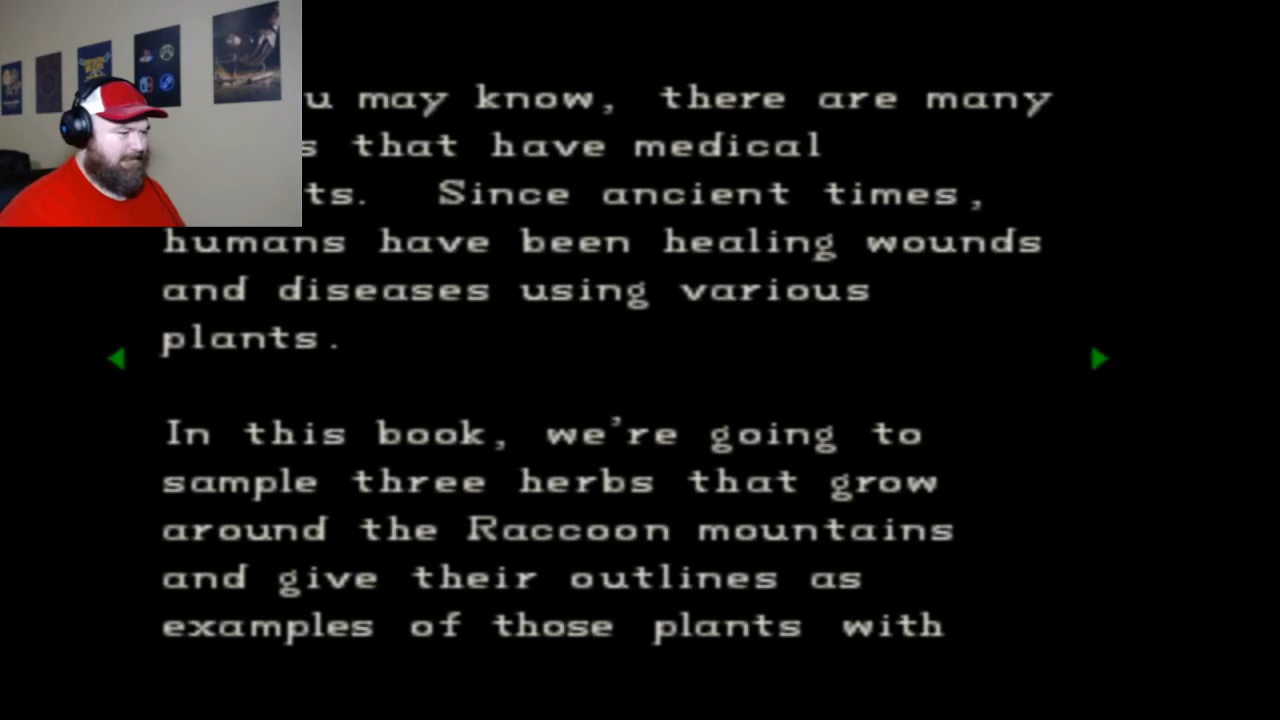 may know, there are many
that have medical
Since ancient times,
humans have been healing wounds
and diseases using various
plants.
In this book, we're going to
sample three herbs that grow
around the Raccoon mountains
and give their outlines as
examples of those plants with